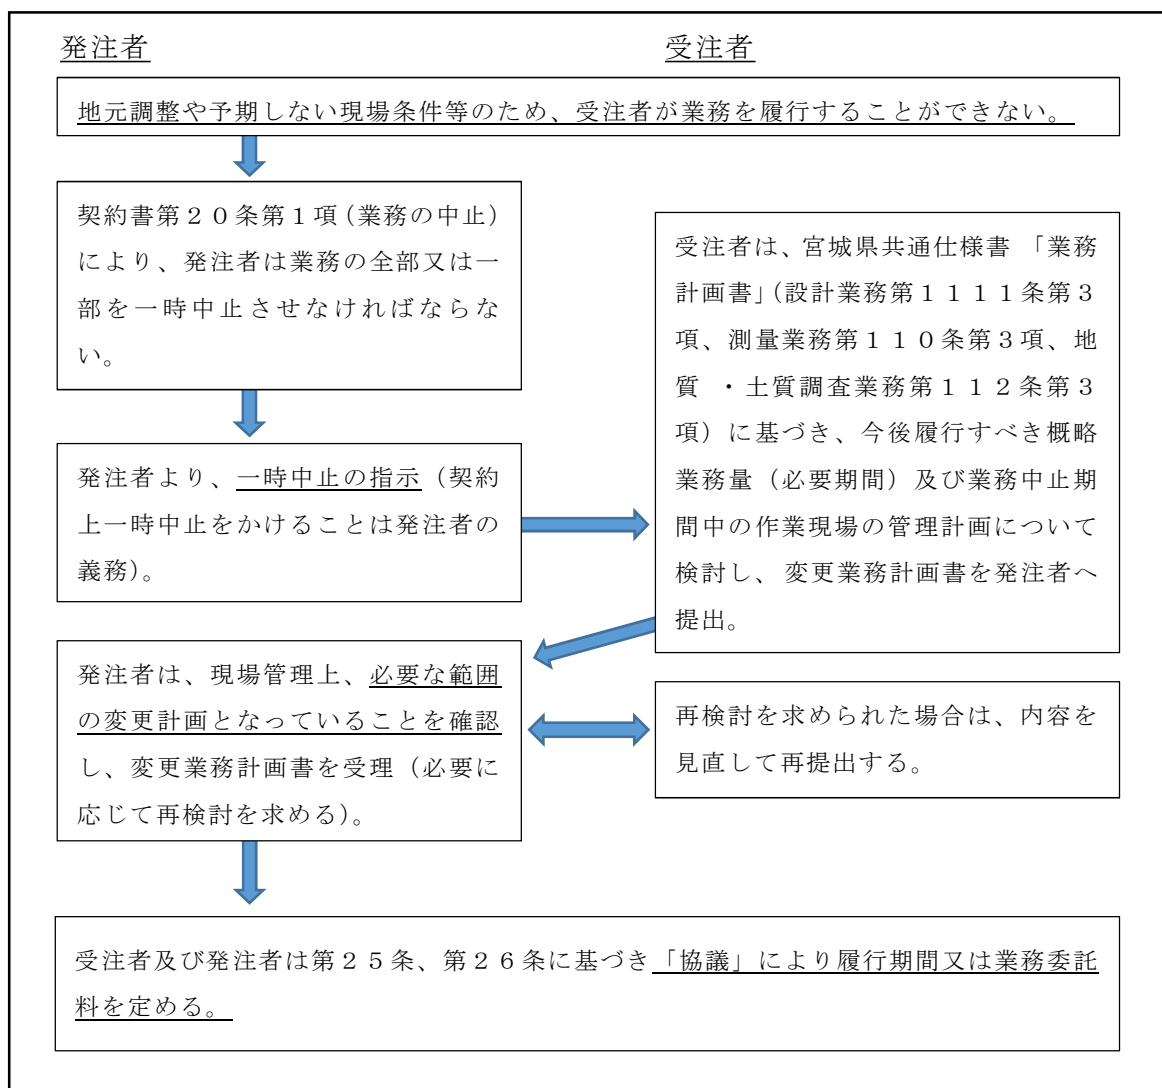 発注者
受注者
地元調整や予期しない現場条件等のため、受注者が業務を履行することができない。
契約書第２０条第１項（業務の中止）
により、発注者は業務の全部又は一
部を一時中止させなければならな
い。
発注者より、一時中止の指示（契約
上一時中止をかけることは発注者の
義務）。
受注者は、宮城県共通仕様書 「業務
計画書」（設計業務第１１１１条第３
項、測量業務第１１０条第３項、地
質 ・土質調査業務第１１２条第３
項）に基づき、今後履行すべき概略
業務量（必要期間）及び業務中止期
間中の作業現場の管理計画について
検討し、変更業務計画書を発注者へ
提出。
発注者は、現場管理上、必要な範囲
の変更計画となっていることを確認
し、変更業務計画書を受理（必要に
応じて再検討を求める）。
再検討を求められた場合は、内容を
見直して再提出する。
受注者及び発注者は第２５条、第２６条に基づき「協議」により履行期間又は業務委託
料を定める。